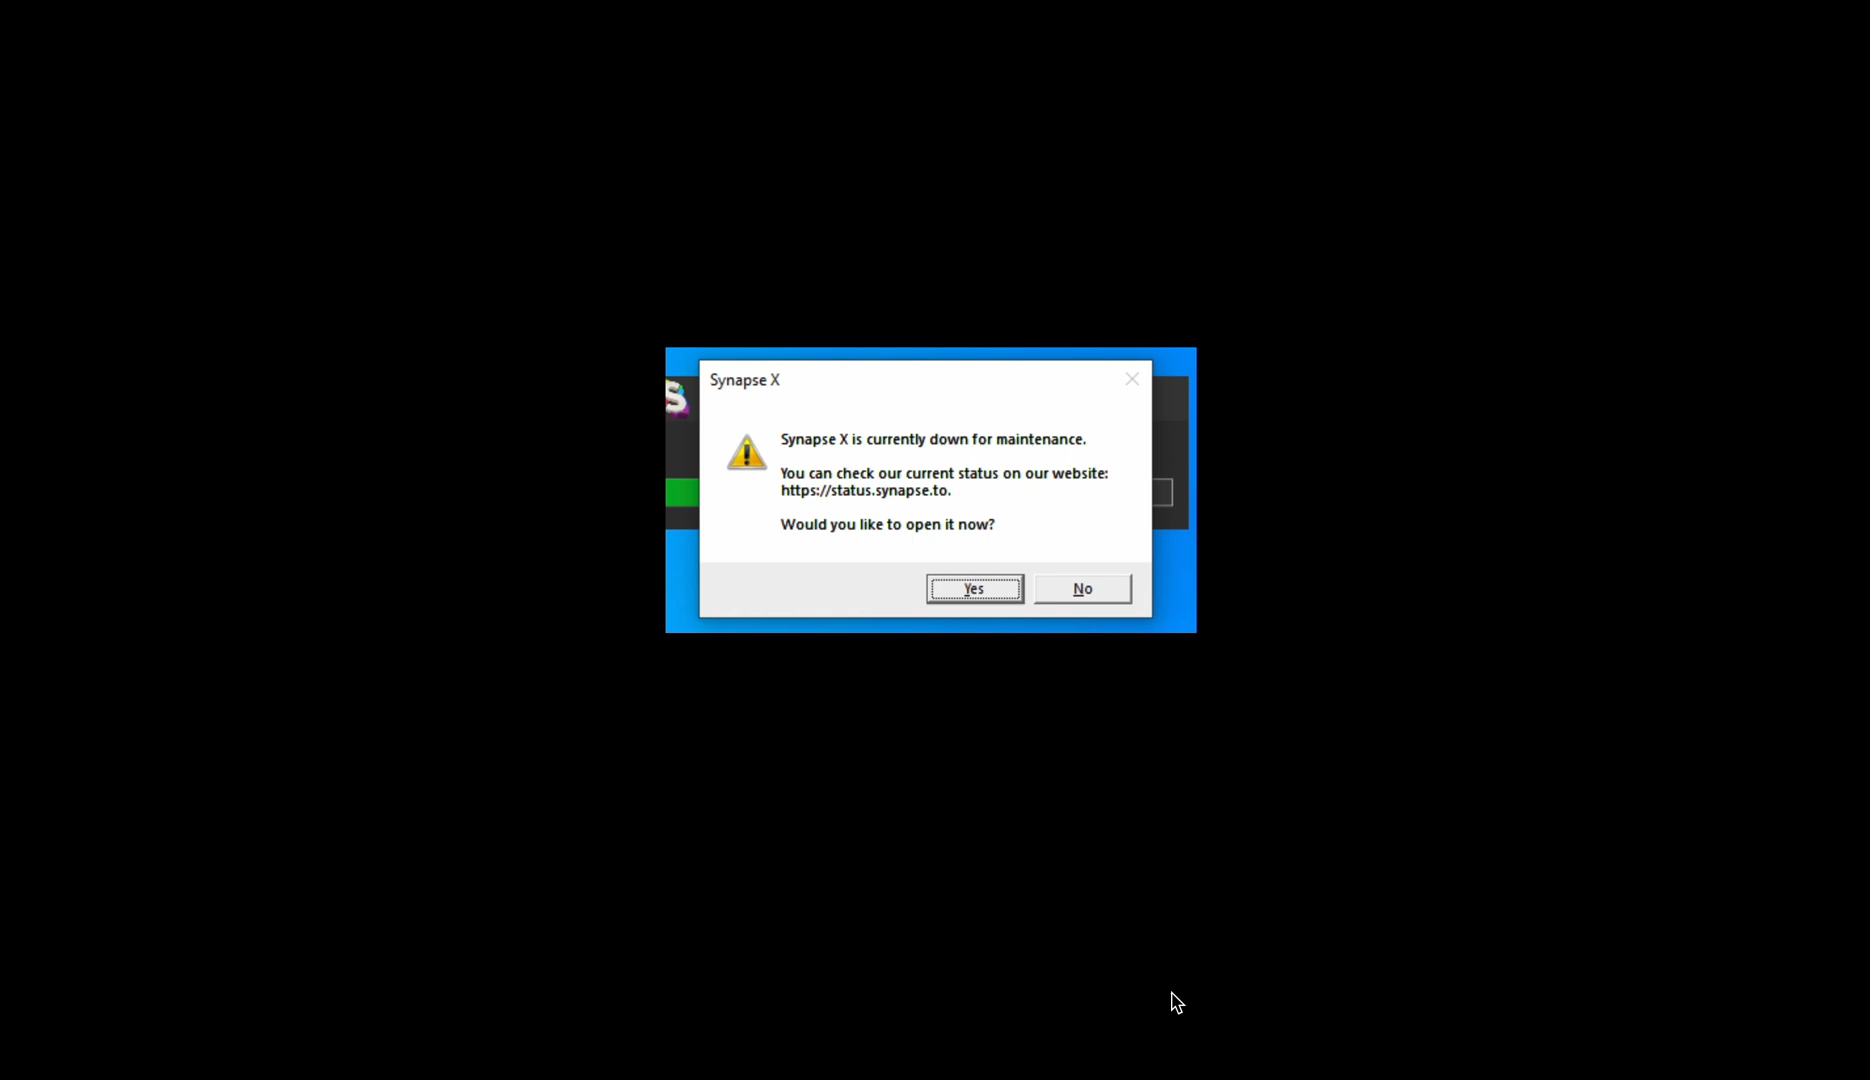 Synapse X
S
Synapse X is currently down for maintenance.
You can check our current status on our website:
https://status.synapse.to.
Would you like to open it now?
Yes
No